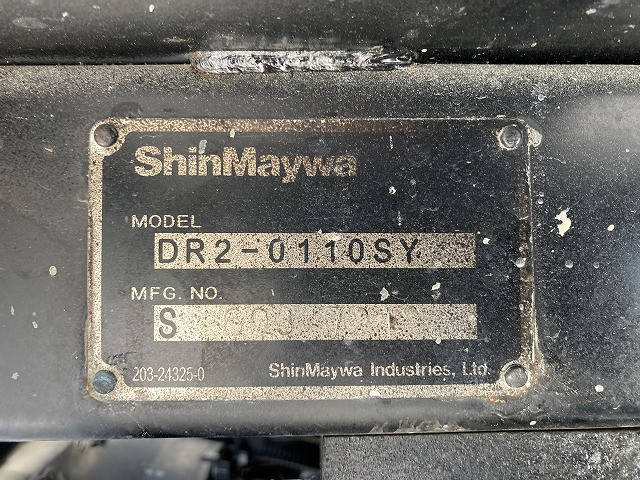 ShinMaywa
MODEL
DR2-0110SY
MFG. NO.
S
203-24325-0 ShinMaywa Industries, Ltd.